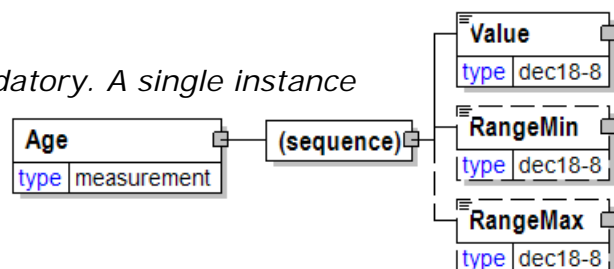 Value
type dec18-8
datory. A single instance
RangeMin
type dec18-8
Age
type measurement
(sequence)
RangeMax
type dec18-8